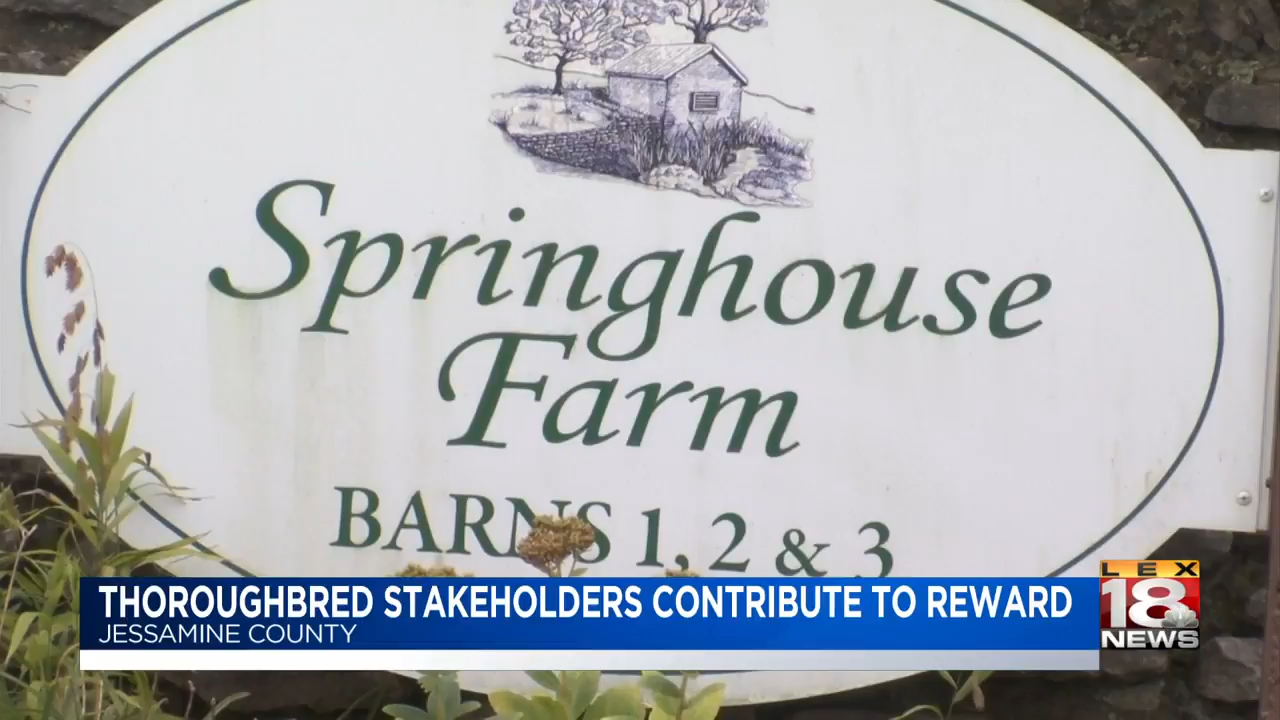 Springhouse
Farm
BARNS 1, 2 & 3
THOROUGHBRED STAKEHOLDERS CONTRIBUTE TO REWARD
JESSAMINE COUNTY
LEX
18
NEWS